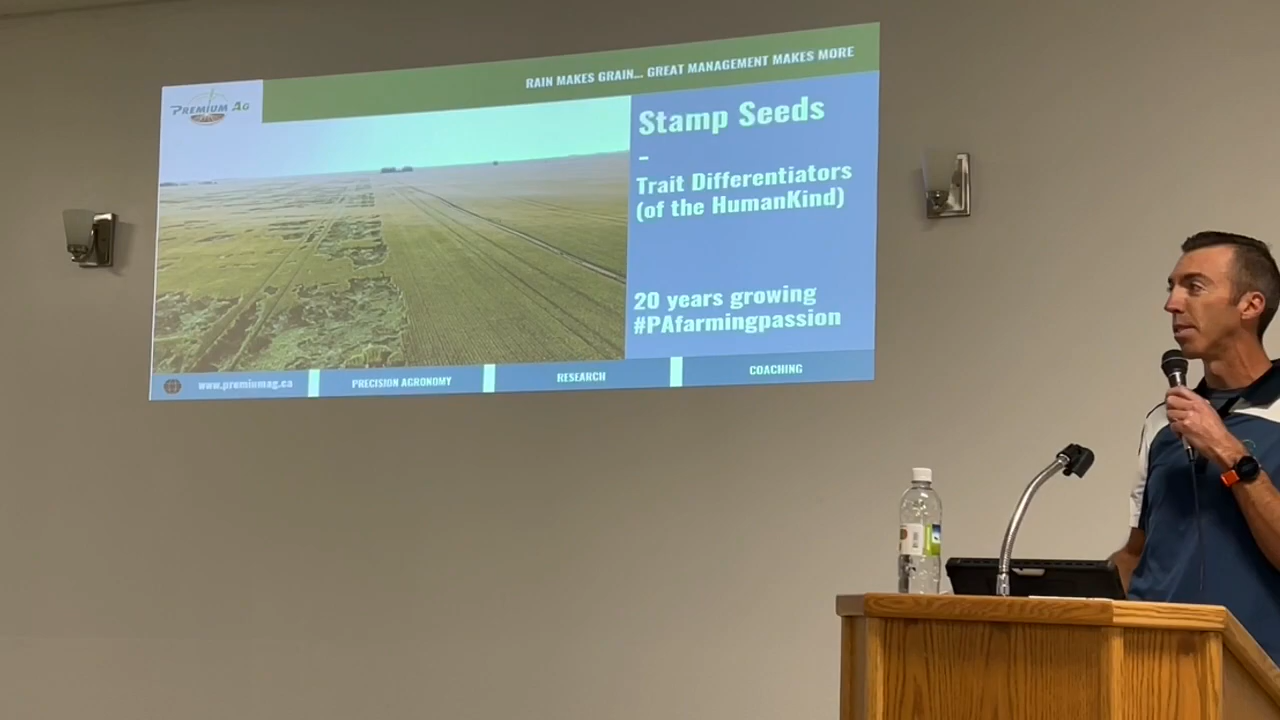 RAIN MAKES GRAIN... GREAT MANAGEMENT MAKES MORE
PREMIUM AG
Stamp Seeds
–
Trait Differentiators
(of the HumanKind)
20 years growing
#PAfarmingpassion
www.premiumag.ca
PRECISION AGRONOMY
RESEARCH
COACHING